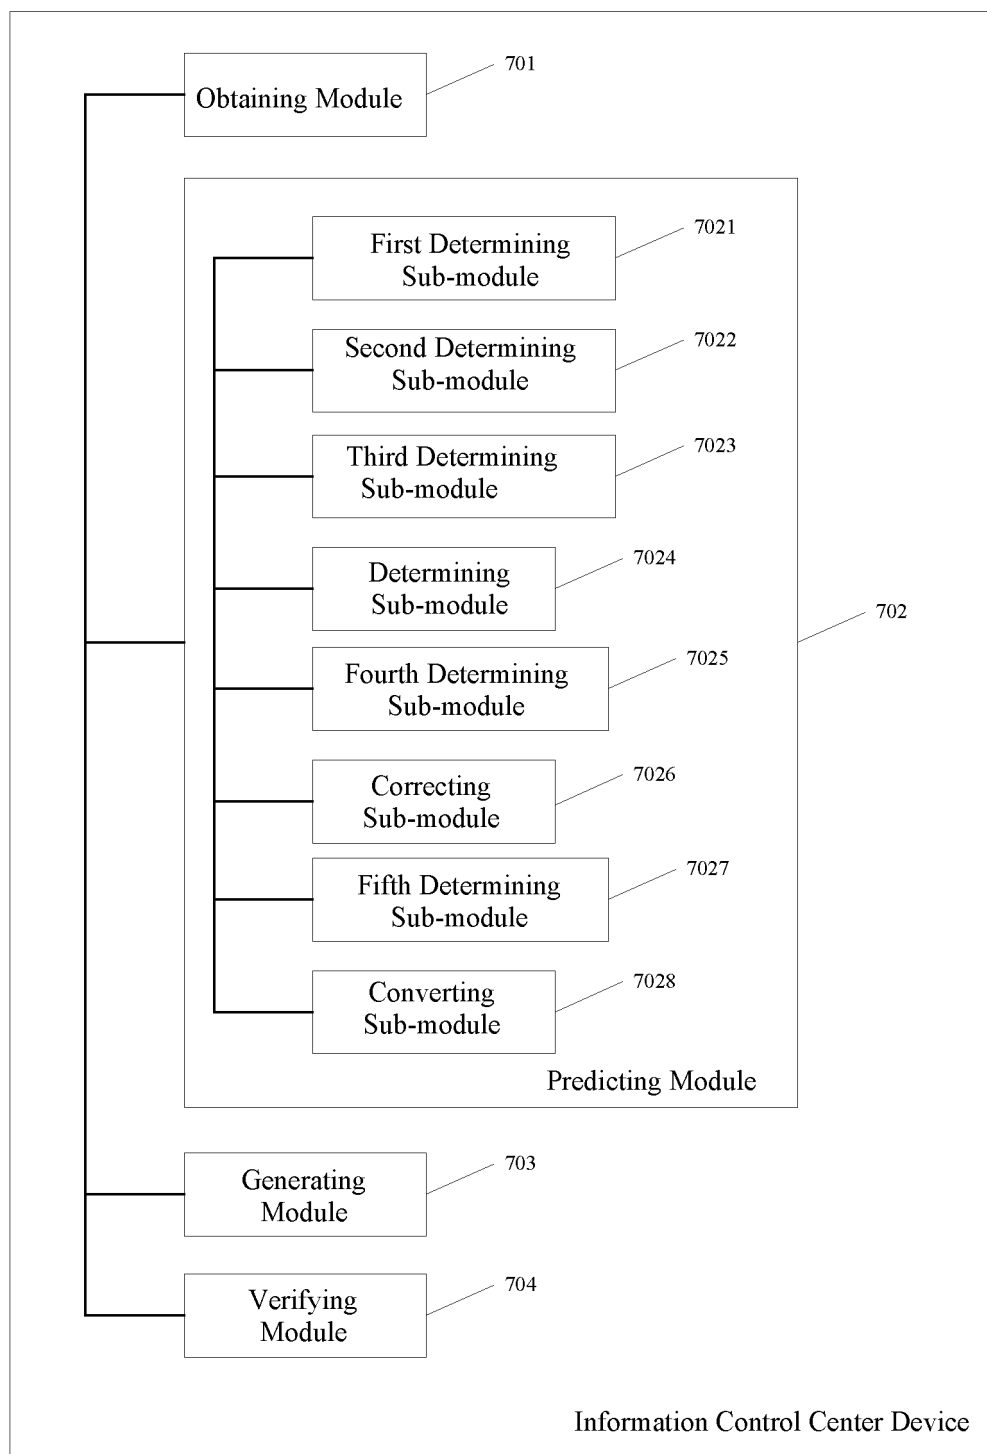 701
Obtaining Module
7021
First Determining
Sub-module
7022
Second Determining
Sub-module
7023
Third Determining
Sub-module
7024
Determining
Sub-module
702
7025
Fourth Determining
Sub-module
7026
Correcting
Sub-module
7027
Fifth Determining
Sub-module
7028
Converting
Sub-module
Predicting Module
703
Generating
Module
704
Verifying
Module
Information Control Center Device